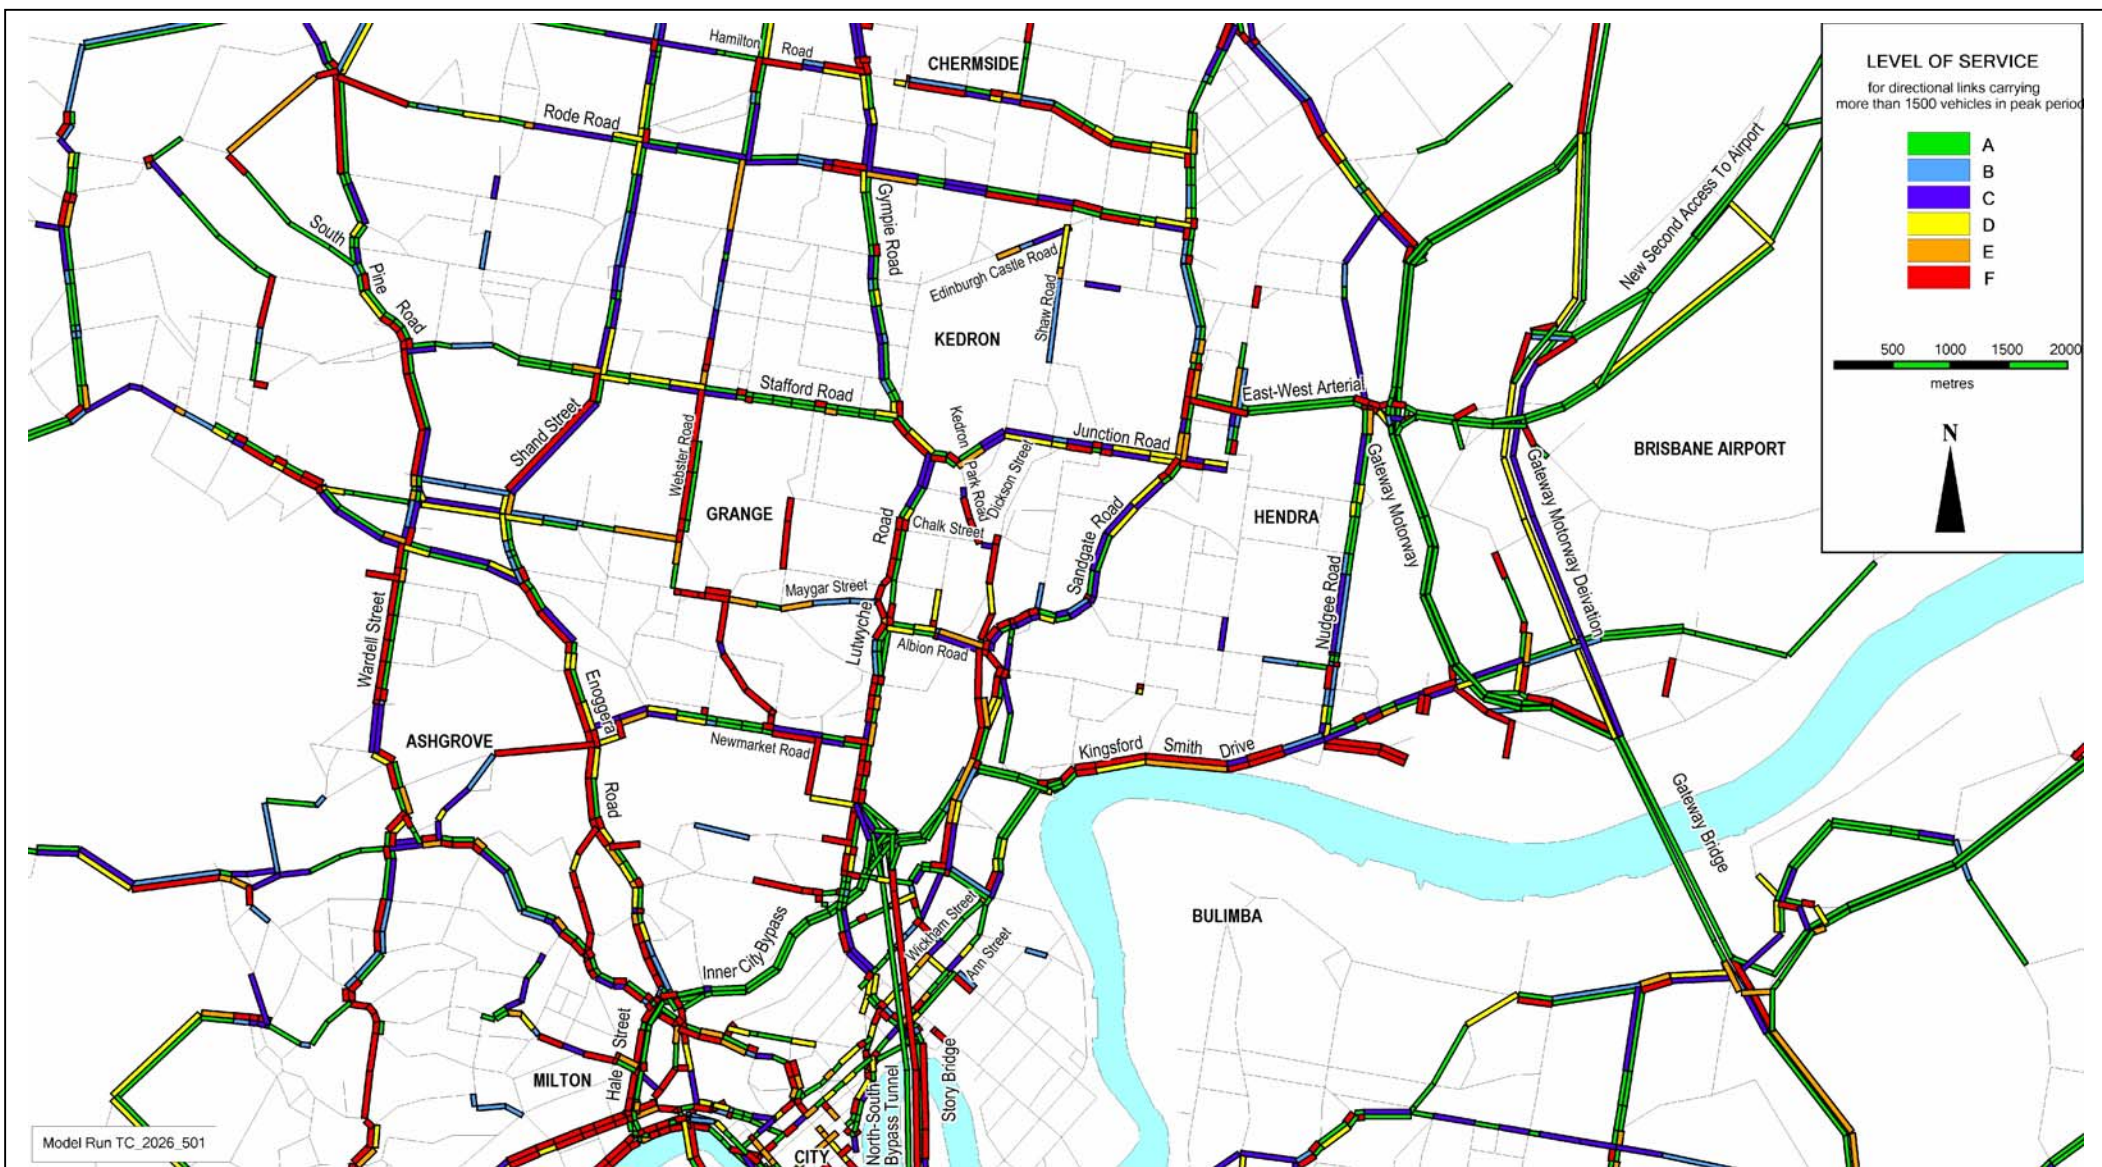 LEVEL OF SERVICE
for directional links carrying
more than 1500 vehicles in peak period
A
B
C
D
E
F
500 1000 1500 2000
metres
N
Hamilton Road
CHERMSIDE
Rode Road
Gympie Road
South Pine Road
Edinburgh Castle Road
Shaw Road
KEDRON
New Second Access To Airport
Stafford Road
East-West Arterial
Shand Street
Webster Road
Kedron Park Road
Junction Road
Dickson Street
GRANGE
Chalk Street
Sandgate Road
HENDRA
Gateway Motorway
Gateway Motorway Deivation
BRISBANE AIRPORT
Nudgee Road
Maygar Street
Lutwyche Road
Albion Road
Wardell Street
Enoggera Road
ASHGROVE
Newmarket Road
Kingsford Smith Drive
Gateway Bridge
BULIMBA
Inner City Bypass
Wickham Street
Ann Street
Hale Street
MILTON
North-South
Bypass Tunnel
Story Bridge
CITY
Model Run TC_2026_501